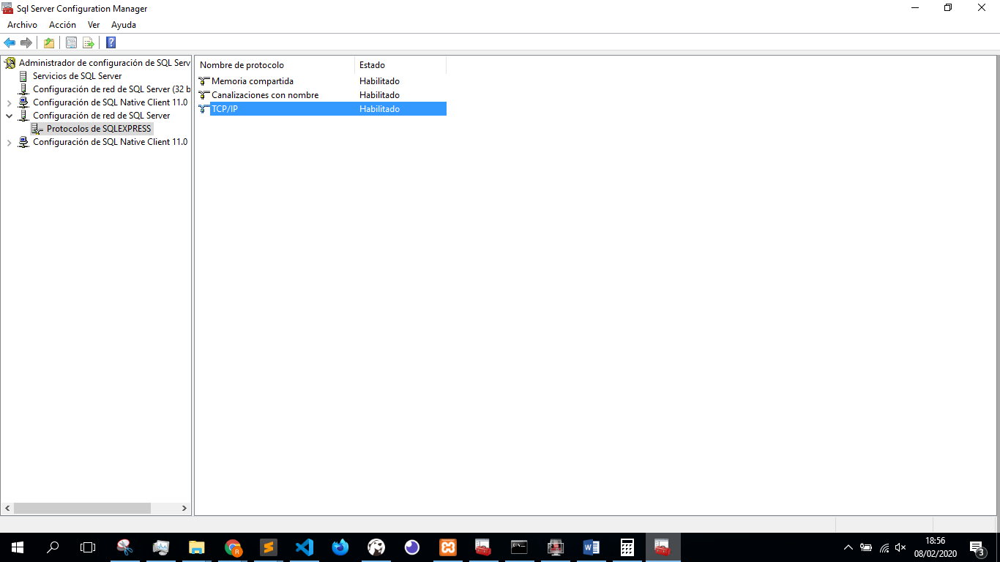 Sql Server Configuration Manager
Archivo Acción Ver Ayuda
Administrador de configuración de SQL Serv
Servicios de SQL Server
Configuración de red de SQL Server (32 b
Configuración de SQL Native Client 11.0
Configuración de red de SQL Server
Protocolos de SQLEXPRESS
Configuración de SQL Native Client 11.0
Nombre de protocolo Estado
Memoria compartida Habilitado
Canalizaciones con nombre Habilitado
TCP/IP Habilitado
18:56
08/02/2020
3